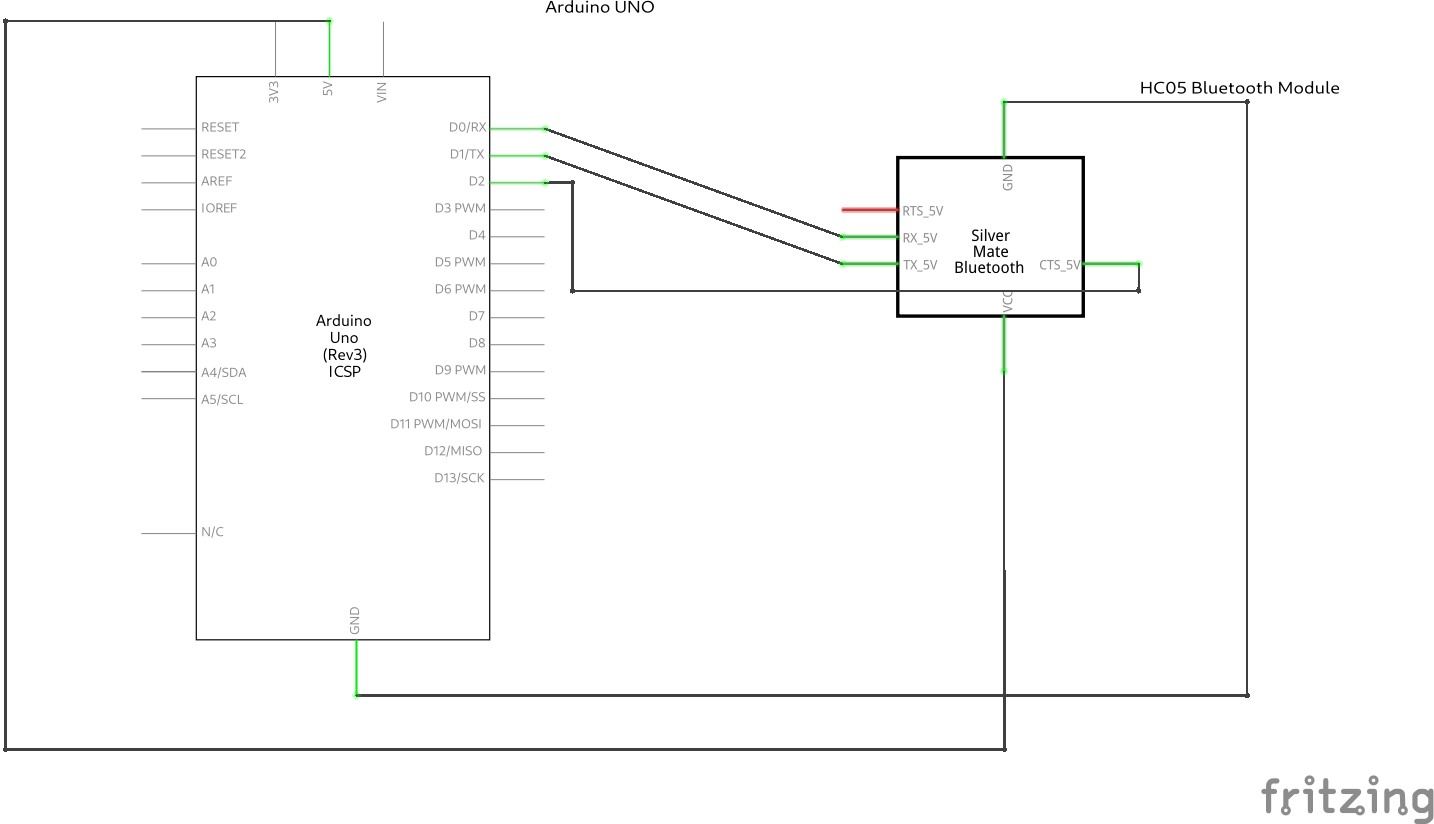 Arduino UNO
HC05 Bluetooth Module
3V3
5V
VIN
RESET
RESET2
AREF
IOREF
A0
A1
A2
A3
A4/SDA
A5/SCL
N/C
D0/RX
D1/TX
D2
D3 PWM
D4
D5 PWM
D6 PWM
D7
D8
D9 PWM
D10 PWM/SS
D11 PWM/MOSI
D12/MISO
D13/SCK
Arduino
Uno
(Rev3)
ICSP
GND
GND
RTS_5V
RX_5V
TX_5V
Silver
Mate
Bluetooth
CTS_5V
VCC
fritzing